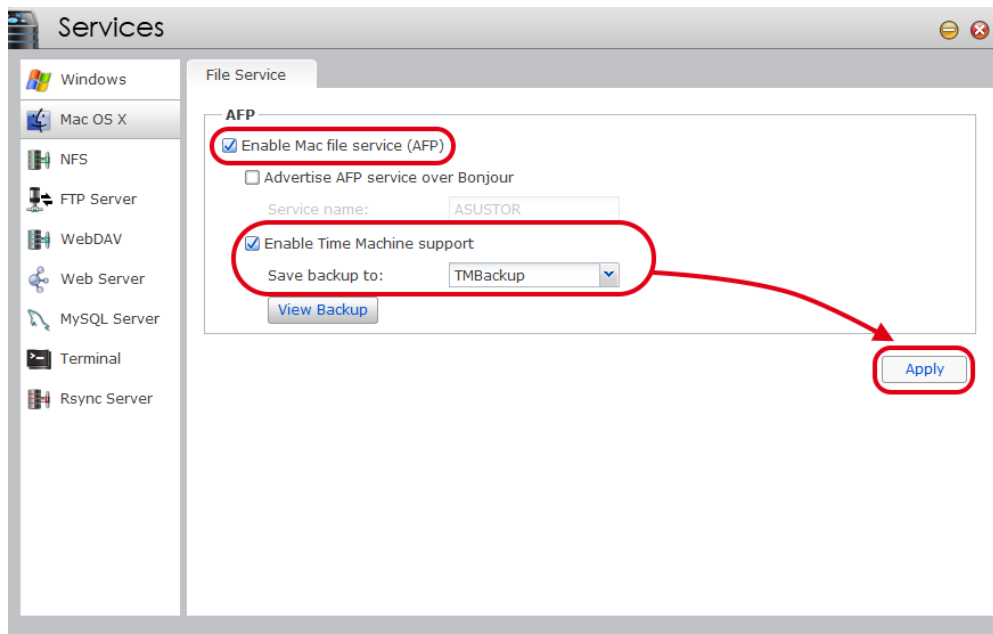 Services
Windows
Mac OS X
NFS
FTP Server
WebDAV
Web Server
MySQL Server
Terminal
Rsync Server
File Service
AFP
Enable Mac file service (AFP)
Advertise AFP service over Bonjour
Service name: ASUSTOR
Enable Time Machine support
Save backup to: TMBackup
View Backup
Apply